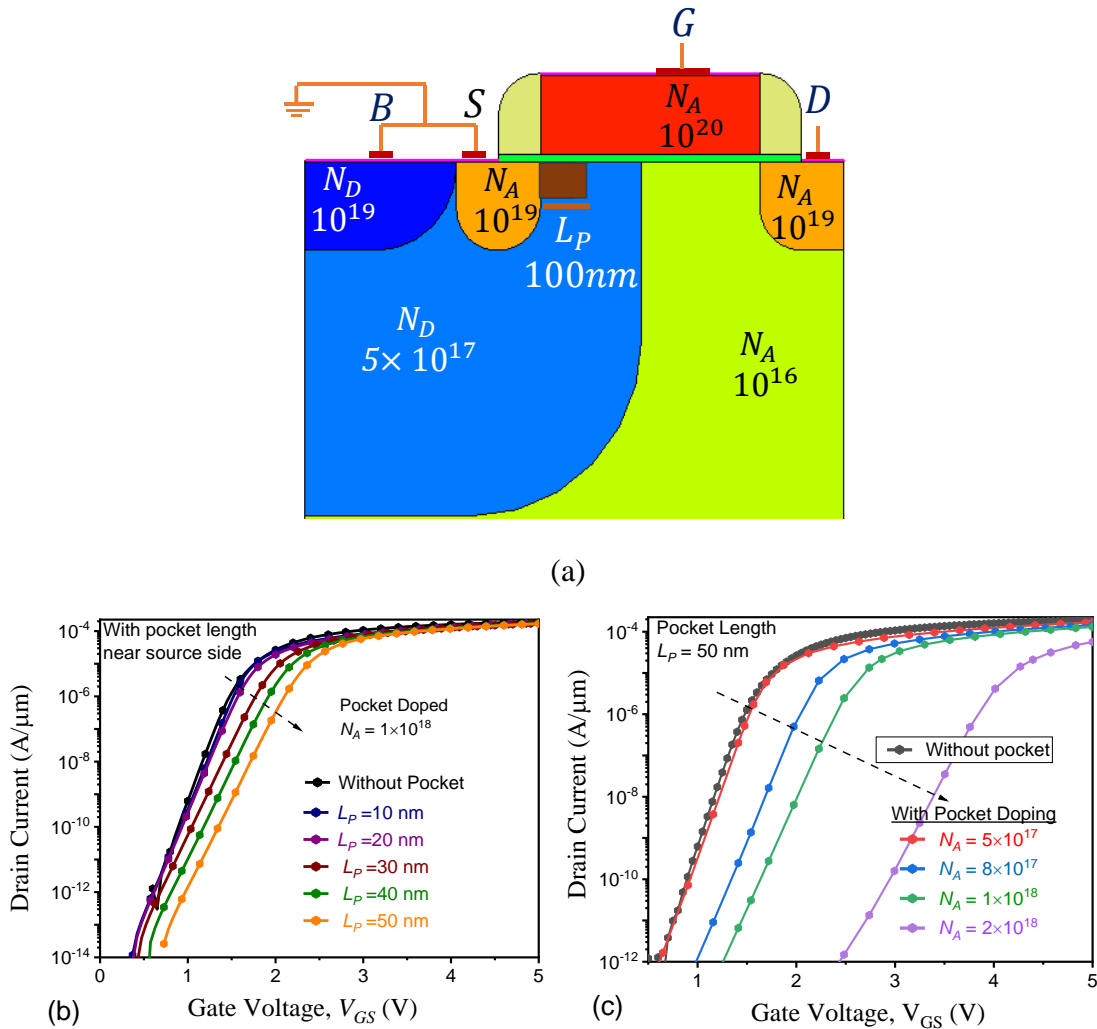 G
B
S
D
N_A
10^20
N_D
10^19
N_A
10^19
L_P
100nm
N_A
10^19
N_D
5× 10^17
N_A
10^16
(a)
With pocket length
near source side
Pocket Doped
N_A = 1×10^18
Without Pocket
L_P =10 nm
L_P =20 nm
L_P =30 nm
L_P =40 nm
L_P =50 nm
10^-4
10^-6
10^-8
10^-10
10^-12
10^-14
0
1
2
3
4
5
Drain Current (A/µm)
Gate Voltage, V_GS (V)
(b)
Pocket Length
L_P = 50 nm
Without pocket
With Pocket Doping
N_A = 5×10^17
N_A = 8×10^17
N_A = 1×10^18
N_A = 2×10^18
10^-4
10^-6
10^-8
10^-10
10^-12
1
2
3
4
5
Drain Current (A/µm)
Gate Voltage, V_GS (V)
(c)